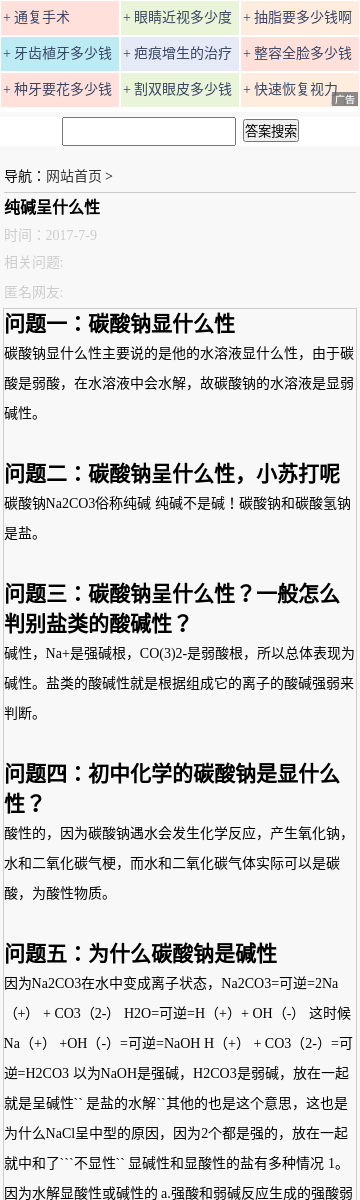 + 通复手术
+ 眼睛近视多少度
+ 抽脂要多少钱啊
+ 牙齿植牙多少钱
+ 疤痕增生的治疗
+ 整容全脸多少钱
+ 种牙要花多少钱
+ 割双眼皮多少钱
+ 快速恢复视力
广告
答案搜索
导航：网站首页 >
纯碱呈什么性
时间：2017-7-9
相关问题:
匿名网友:
问题一：碳酸钠显什么性
碳酸钠显什么性主要说的是他的水溶液显什么性，由于碳
酸是弱酸，在水溶液中会水解，故碳酸钠的水溶液是显弱
碱性。
问题二：碳酸钠呈什么性，小苏打呢
碳酸钠Na2CO3俗称纯碱 纯碱不是碱！碳酸钠和碳酸氢钠
是盐。
问题三：碳酸钠呈什么性？一般怎么
判别盐类的酸碱性？
碱性，Na+是强碱根，CO(3)2-是弱酸根，所以总体表现为
碱性。盐类的酸碱性就是根据组成它的离子的酸碱强弱来
判断。
问题四：初中化学的碳酸钠是显什么
性？
酸性的，因为碳酸钠遇水会发生化学反应，产生氧化钠，
水和二氧化碳气梗，而水和二氧化碳气体实际可以是碳
酸，为酸性物质。
问题五：为什么碳酸钠是碱性
因为Na2CO3在水中变成离子状态，Na2CO3=可逆=2Na
（+） + CO3（2-） H2O=可逆=H（+）+ OH（-） 这时候
Na（+） +OH（-）=可逆=NaOH H（+） + CO3（2-）=可
逆=H2CO3 以为NaOH是强碱，H2CO3是弱碱，放在一起
就是呈碱性`` 是盐的水解``其他的也是这个意思，这也是
为什么NaCl呈中型的原因，因为2个都是强的，放在一起
就中和了```不显性`` 显碱性和显酸性的盐有多种情况 1。
因为水解显酸性或碱性的 a.强酸和弱碱反应生成的强酸弱